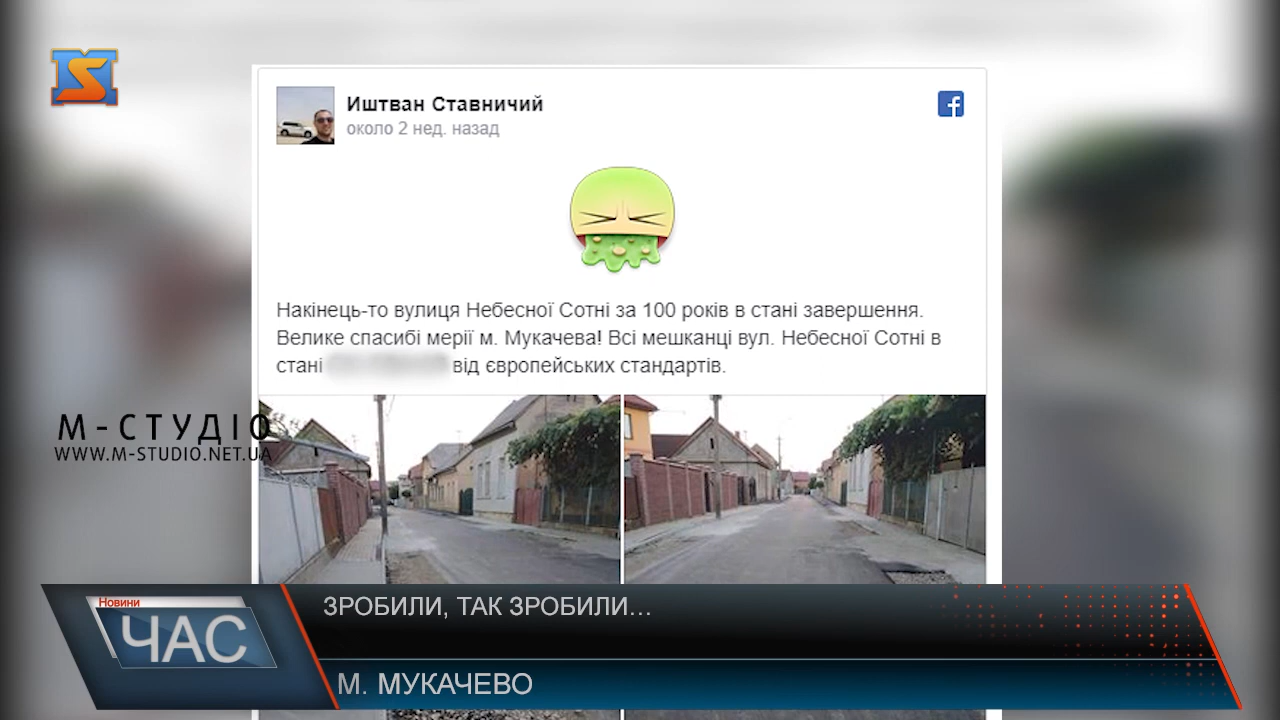 Иштван Ставничий
около 2 нед. назад
Накінець-то вулиця Небесної Сотні за 100 років в стані завершення.
Велике спасибі мерії м. Мукачева! Всі мешканці вул. Небесної Сотні в
стані від європейських стандартів.
М-СТУДІО
WWW.M-STUDIO.NET.UA
Новини
ЧАС
ЗРОБИЛИ, ТАК ЗРОБИЛИ...
М. МУКАЧЕВО